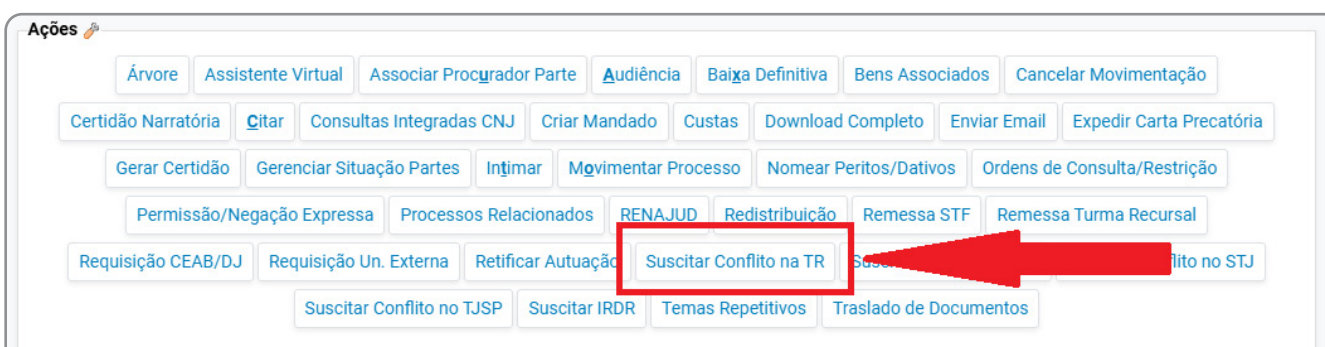 Ações
Árvore Assistente Virtual Associar Procurador Parte Audiência Baixa Definitiva Bens Associados Cancelar Movimentação
Certidão Narratória Citar Consultas Integradas CNJ Criar Mandado Custas Download Completo Enviar Email Expedir Carta Precatória
Gerar Certidão Gerenciar Situação Partes Intimar Movimentar Processo Nomear Peritos/Dativos Ordens de Consulta/Restrição
Permissão/Negação Expressa Processos Relacionados RENAJUD Redistribuição Remessa STF Remessa Turma Recursal
Requisição CEAB/DJ Requisição Un. Externa Retificar Autuação Suscitar Conflito na TR no STJ
Suscitar Conflito no TJSP Suscitar IRDR Temas Repetitivos Traslado de Documentos